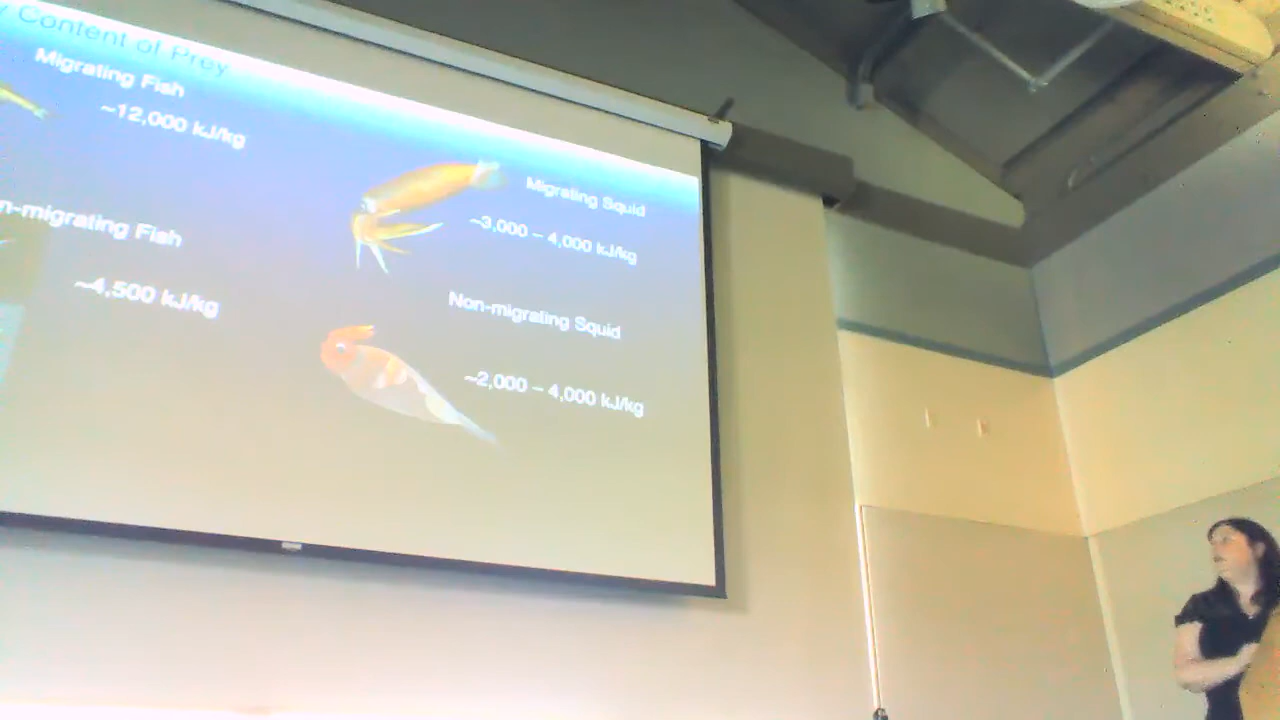 Content of Prey
Migrating Fish
~12,000 kJ/kg
Migrating Squid
~3,000 – 4,000 kJ/kg
n-migrating Fish
~4,500 kJ/kg
Non-migrating Squid
~2,000 – 4,000 kJ/kg